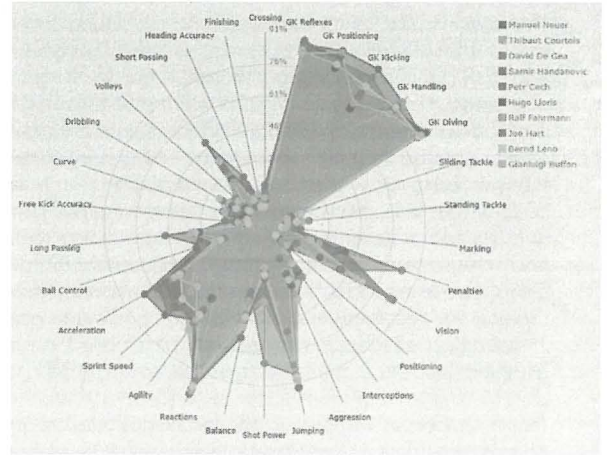 Crossing
Finishing
Heading Accuracy
Short Passing
Volleys
Dribbling
Curve
Free Kick Accuracy
Long Passing
Ball Control
Acceleration
Sprint Speed
Agility
Reactions
Balance
Shot Power
Jumping
Aggression
Interceptions
Positioning
Vision
Penalties
Marking
Standing Tackle
Sliding Tackle
GK Diving
GK Handling
GK Kicking
GK Positioning
GK Reflexes
91%
76%
61%
46
Manuel Neuer
Thibaut Courtois
David De Gea
Samir Handanovic
Petr Cech
Hugo Lloris
Ralf Fahrmann
Joe Hart
Bernd Leno
Gianluigi Buffon